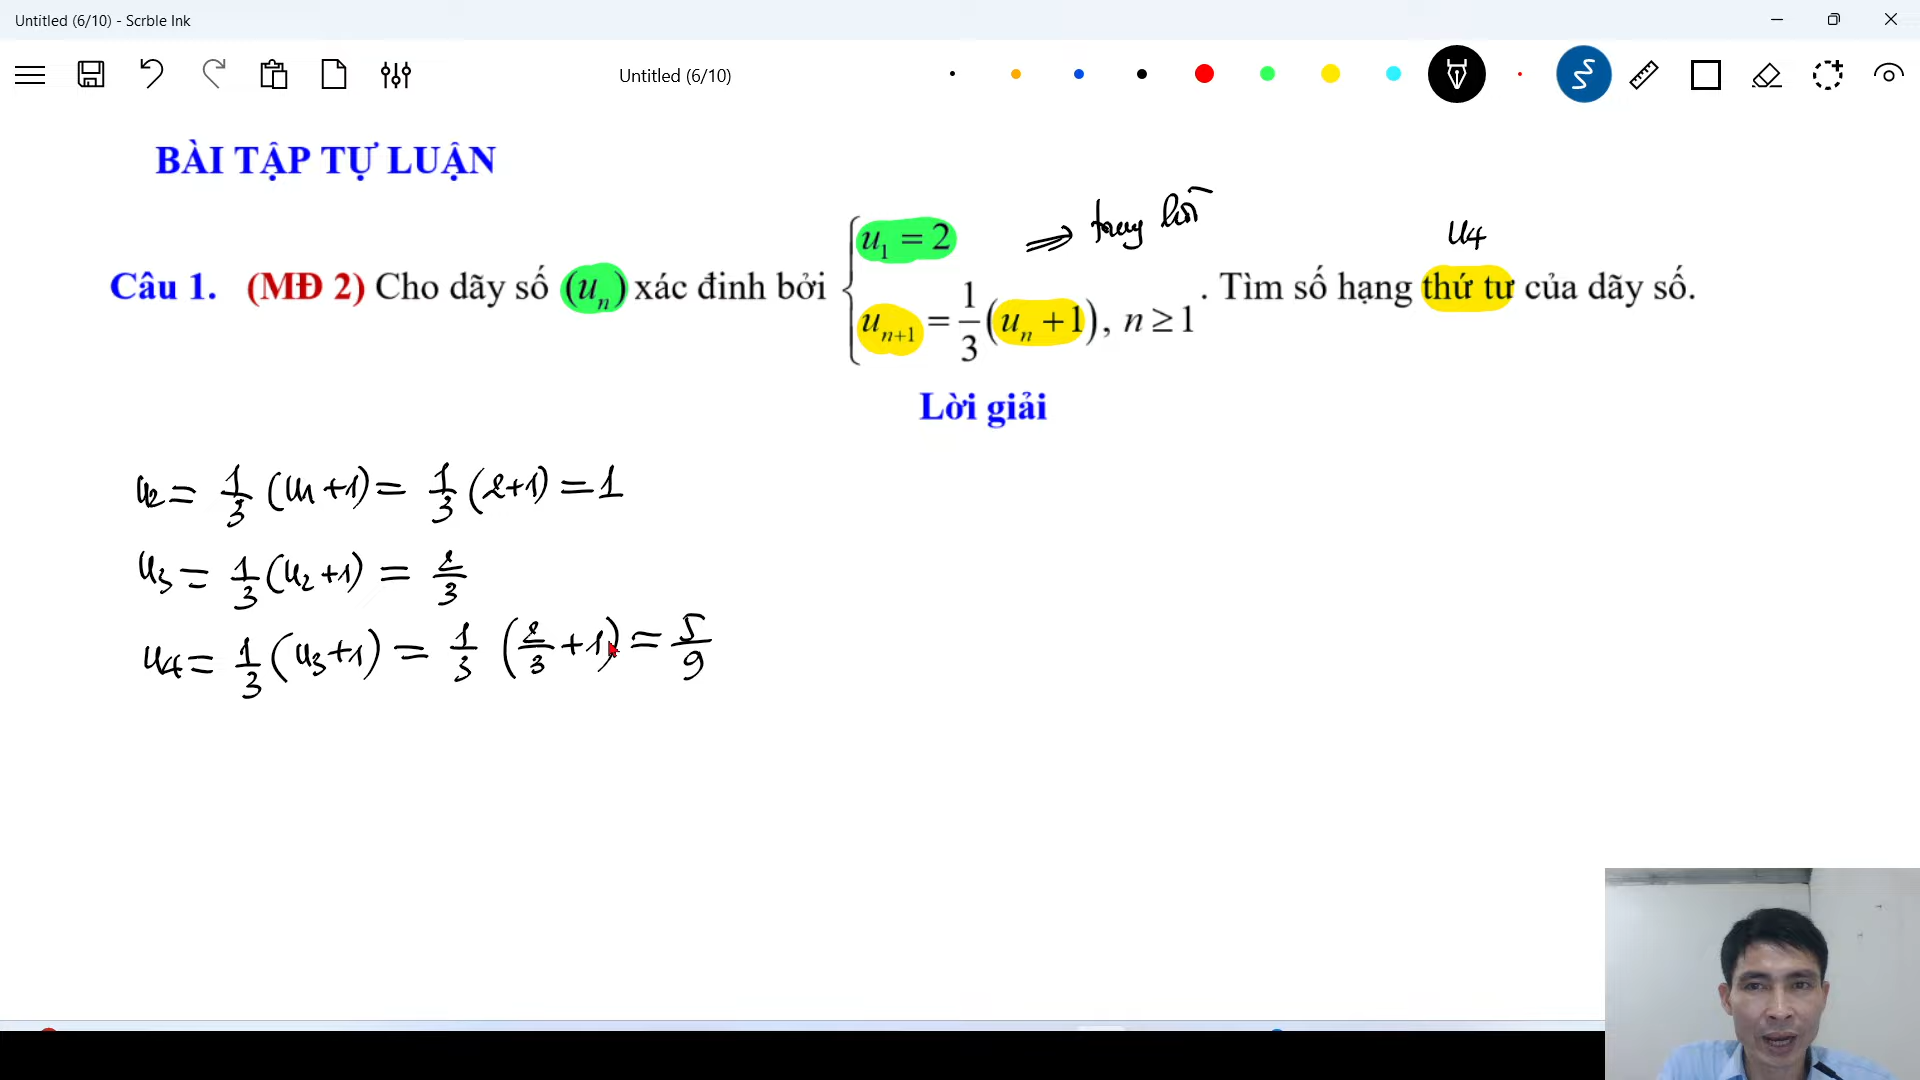 Untitled (6/10) - Scrble Ink
Untitled (6/10)
BÀI TẬP TỰ LUẬN
⇒ truy hồi
u4
Câu 1. (MĐ 2) Cho dãy số (uₙ) xác đinh bởi { u₁ = 2 ; uₙ₊₁ = 1/3 (uₙ + 1), n ≥ 1 . Tìm số hạng thứ tư của dãy số.
Lời giải
u2 = 1/3 (u1 + 1) = 1/3 (2+1) = 1
u3 = 1/3 (u2 + 1) = 2/3
u4 = 1/3 (u3 + 1) = 1/3 (2/3 + 1) = 5/9